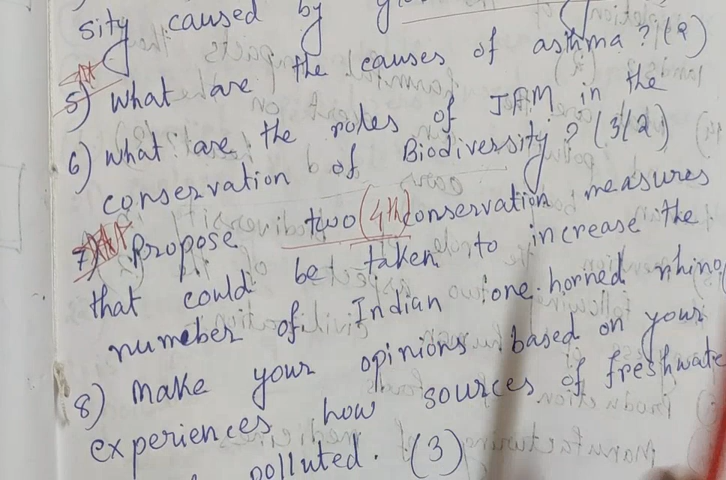 sity caused by
5) What are the causes of asthma? (2)
6) What are the roles of JFM in the
conservation of Biodiversity? (3/2)
7) Propose two (4th) conservation measures
that could be taken to increase the
number of Indian one-horned rhino
8) Make your opinions based on your
experiences how sources of freshwate
polluted. (3)